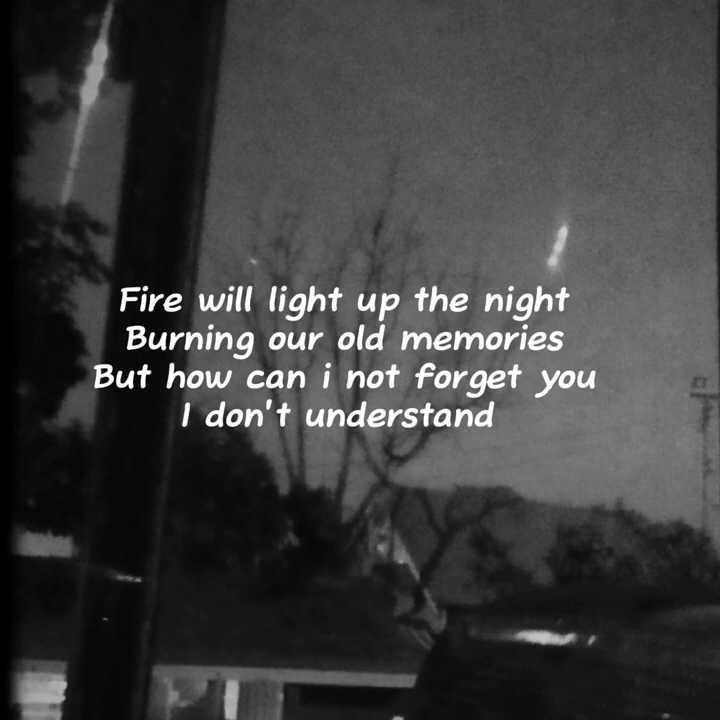 Fire will light up the night
Burning our old memories
But how can i not forget you
I don't understand